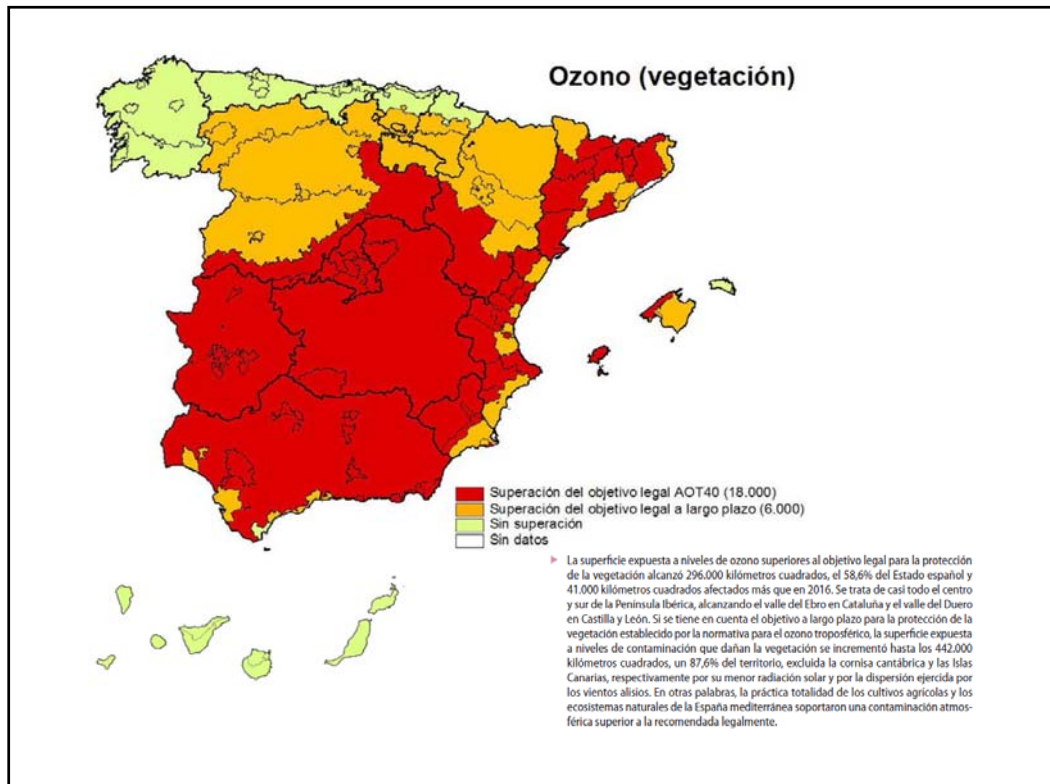 Ozono (vegetación)
Superación del objetivo legal AOT40 (18.000)
Superación del objetivo legal a largo plazo (6.000)
Sin superación
Sin datos
La superficie expuesta a niveles de ozono superiores al objetivo legal para la protección
de la vegetación alcanzó 296.000 kilómetros cuadrados, el 58,6% del Estado español y
41.000 kilómetros cuadrados afectados más que en 2016. Se trata de casi todo el centro
y sur de la Península Ibérica, alcanzando el valle del Ebro en Cataluña y el valle del Duero
en Castilla y León. Si se tiene en cuenta el objetivo a largo plazo para la protección de la
vegetación establecido por la normativa para el ozono troposférico, la superficie expuesta
a niveles de contaminación que dañan la vegetación se incrementó hasta los 442.000
kilómetros cuadrados, un 87,6% del territorio, excluida la cornisa cantábrica y las Islas
Canarias, respectivamente por su menor radiación solar y por la dispersión ejercida por
los vientos alisios. En otras palabras, la práctica totalidad de los cultivos agrícolas y los
ecosistemas naturales de la España mediterránea soportaron una contaminación atmos-
férica superior a la recomendada legalmente.